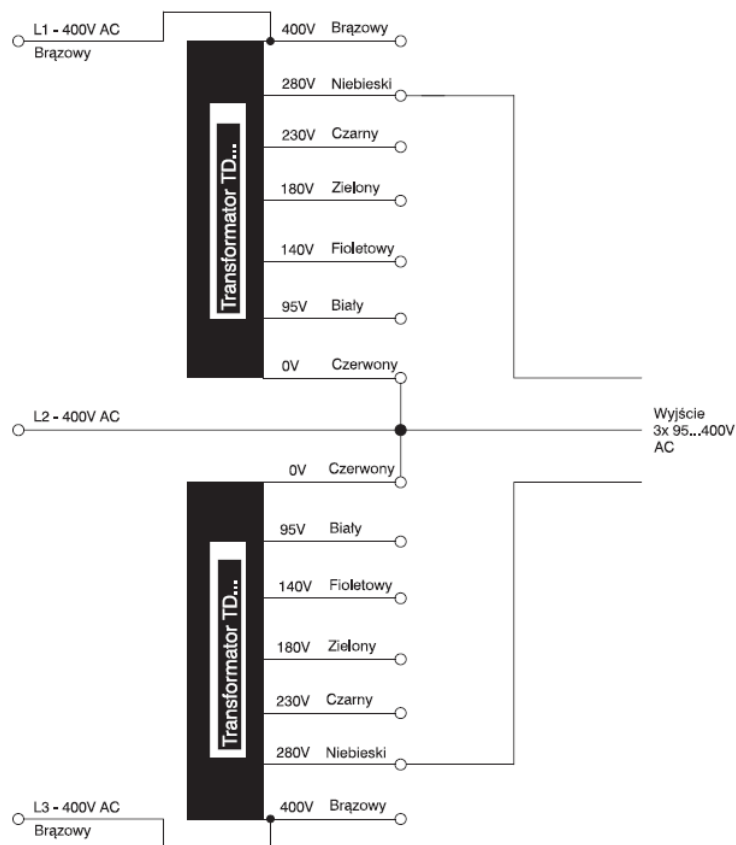 L1 - 400V AC
Brązowy
400V Brązowy
280V Niebieski
230V Czarny
180V Zielony
140V Fioletowy
95V Biały
0V Czerwony
Transformator TD...
L2 - 400V AC
Wyjście
3x 95...400V
AC
0V Czerwony
95V Biały
140V Fioletowy
180V Zielony
230V Czarny
280V Niebieski
400V Brązowy
Transformator TD...
L3 - 400V AC
Brązowy